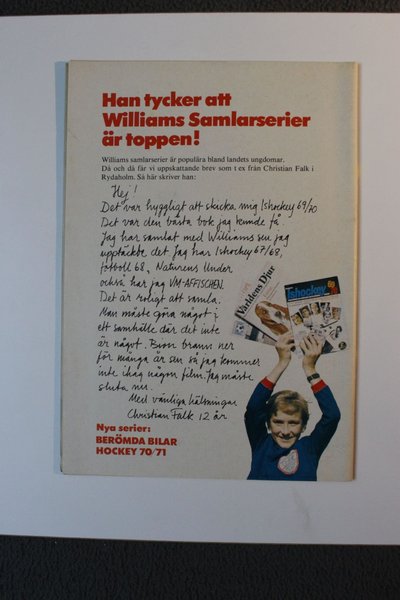 Han tycker att
Williams Samlarserier
är toppen!
Williams samlarserier är populära bland landets ungdomar.
Då och då får vi uppskattande brev som t ex från Christian Falk i
Rydaholm. Så här skriver han:
Hej!
Det var hyggligt att skicka mig Ishockey 69/70
Det var den bästa bok jag kunde få
Jag har samlat med Williams sen jag
upptäckte det. Jag har Ishockey 67/68,
fotboll 68, Naturens Under
också har jag VM-AFFISCHEN.
Det är roligt att samla.
Man måste göra något i
ett samhälle där det inte
är något. Bion brann ner
för många år sen så jag kommer
inte ihåg någon film. Jag måste
sluta nu.
Med vänliga hälsningar
Christian Falk 12 år
Världens Djur
Ishockey
Nya serier:
BERÖMDA BILAR
HOCKEY 70/71